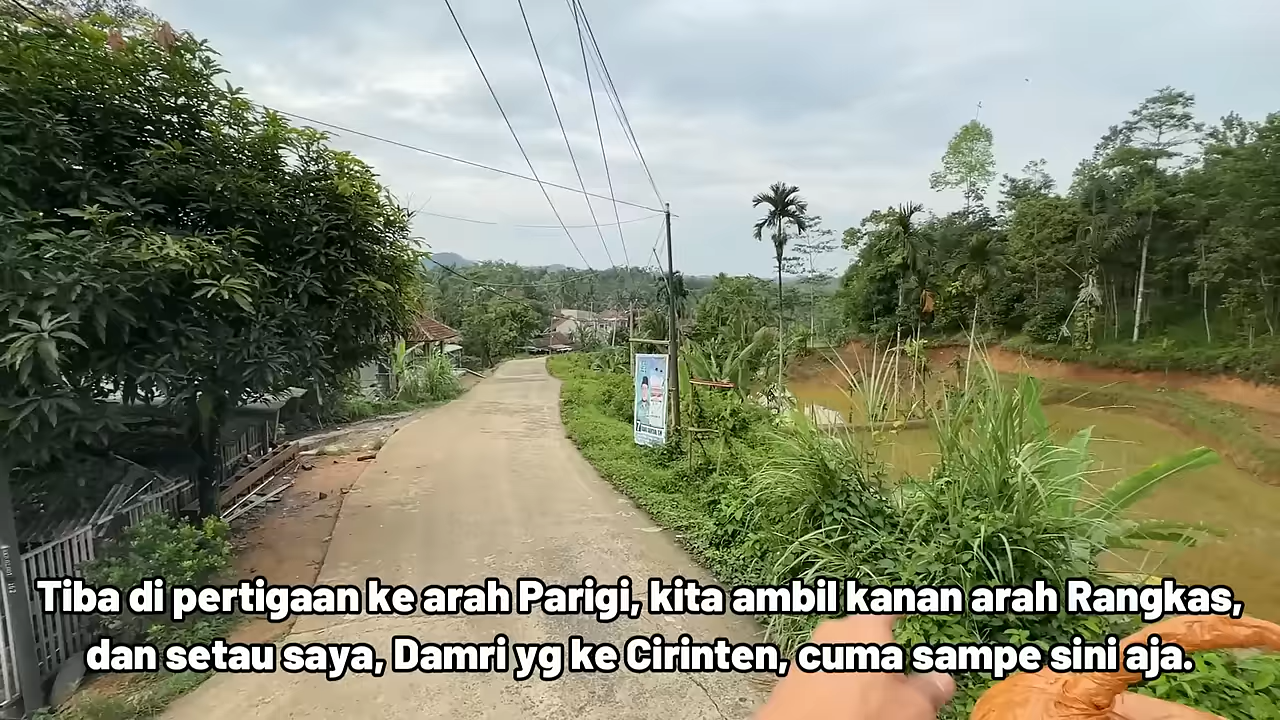 Tiba di pertigaan ke arah Parigi, kita ambil kanan arah Rangkas,
dan setau saya, Damri yg ke Cirinten, cuma sampe sini aja.